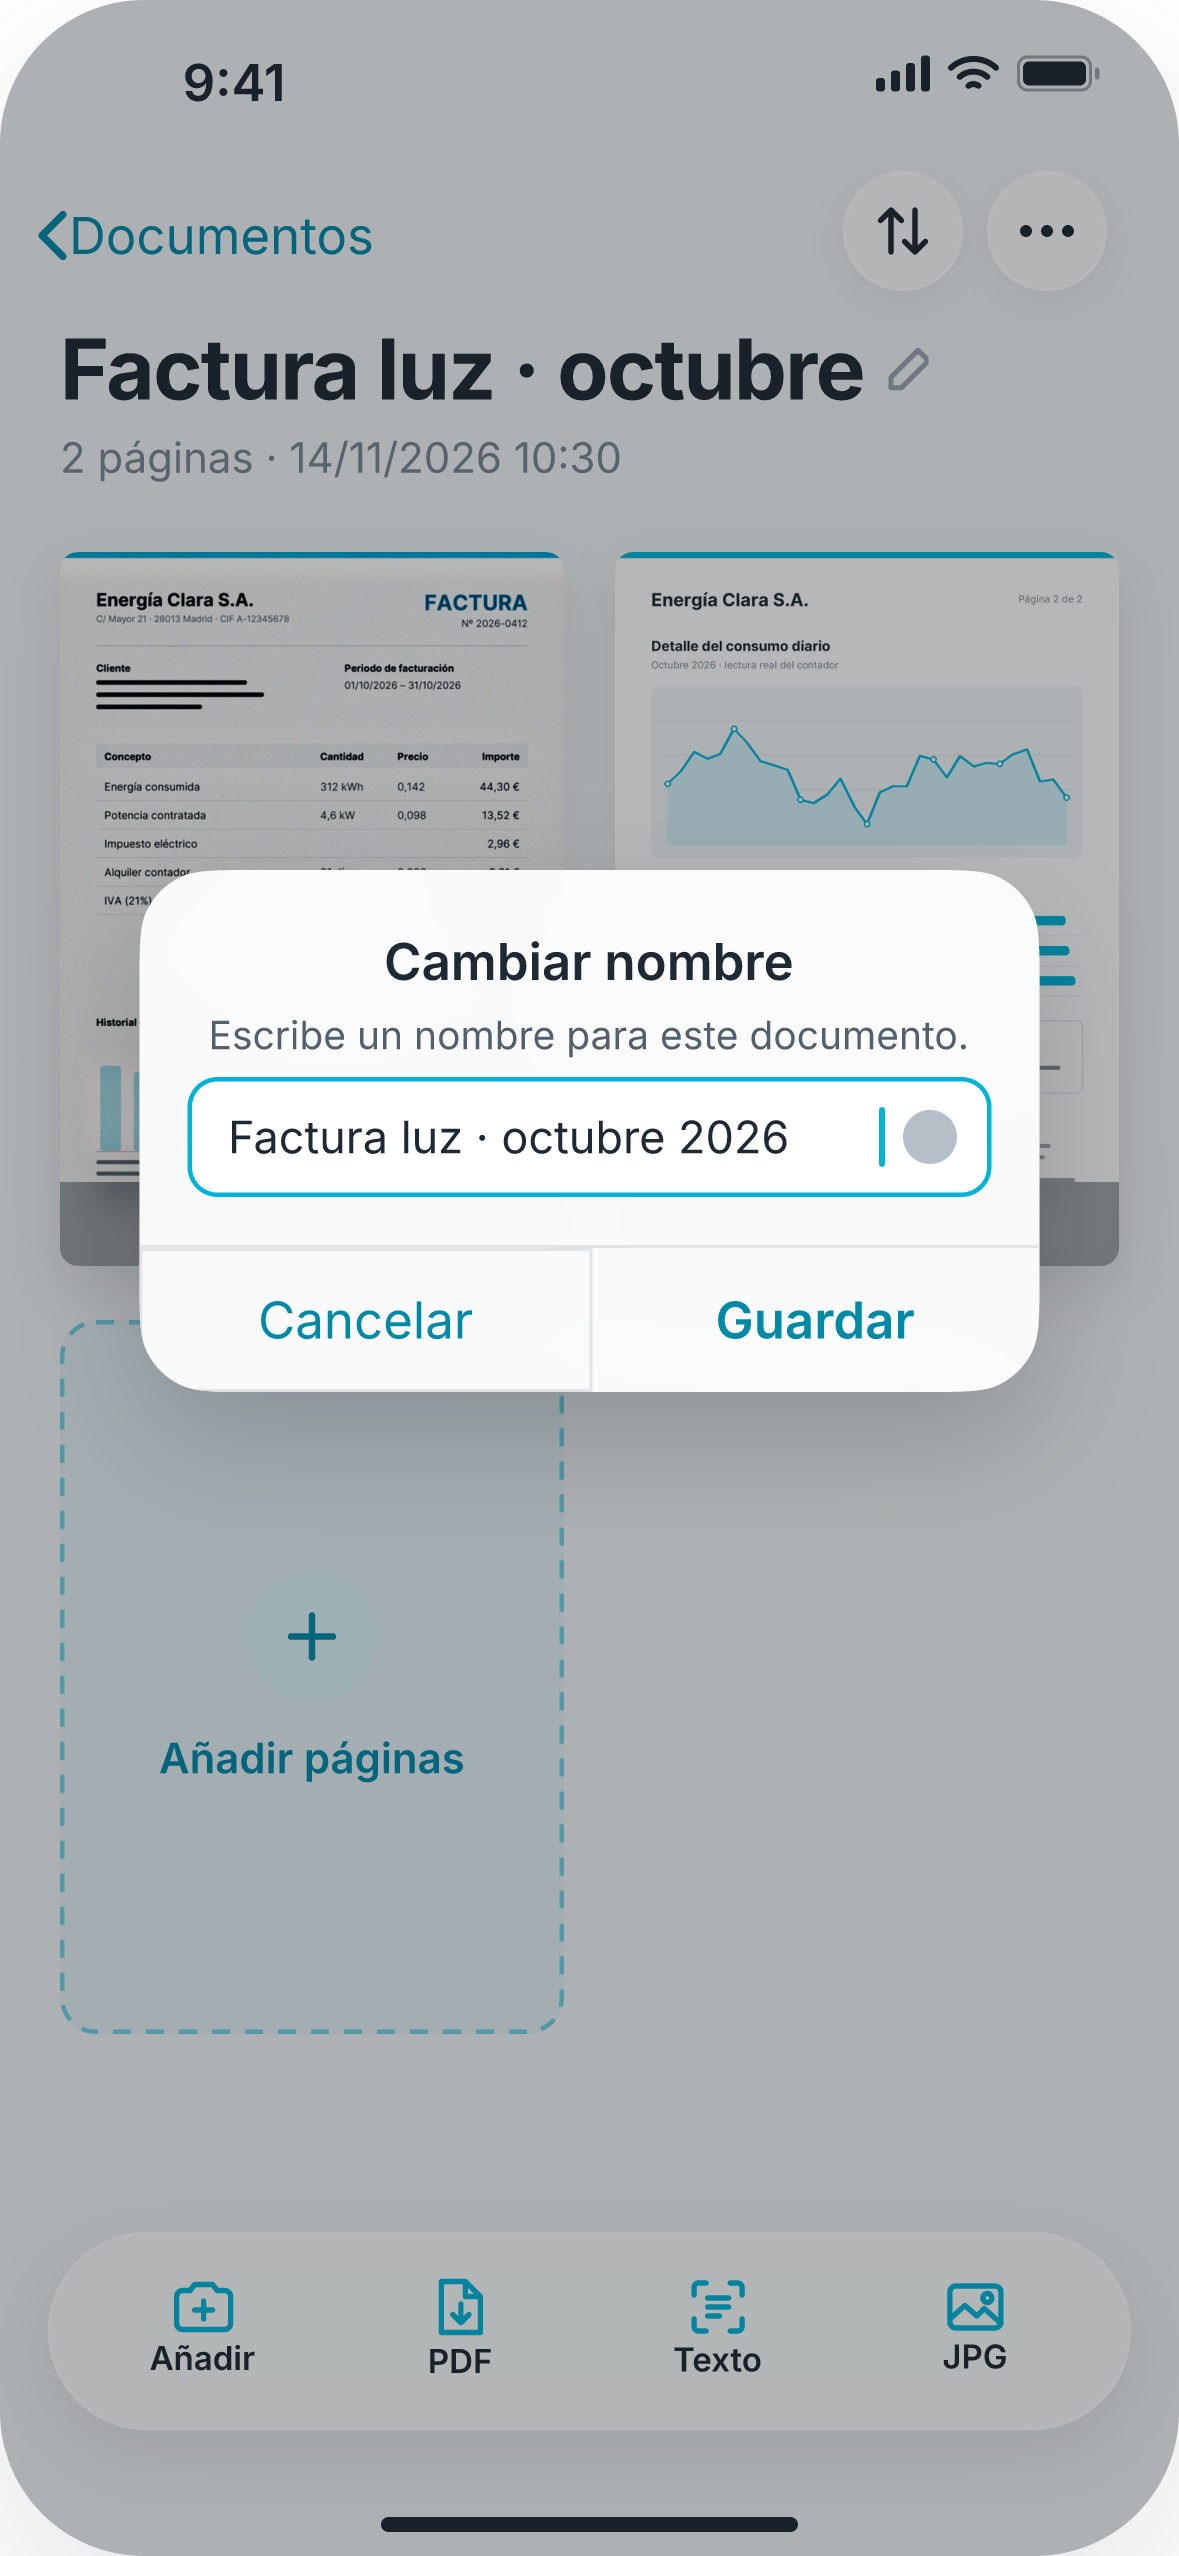 9:41
Documentos
Factura luz · octubre
2 páginas · 14/11/2026 10:30
Energía Clara S.A.
C/ Mayor 21 · 28013 Madrid · CIF A-12345678
FACTURA
Nº 2026-0412
Cliente
Periodo de facturación
01/10/2026 – 31/10/2026
Concepto Cantidad Precio Importe
Energía consumida 312 kWh 0,142 44,30 €
Potencia contratada 4,6 kW 0,098 13,52 €
Impuesto eléctrico 2,96 €
Alquiler contador
IVA (21%)
Historial
Energía Clara S.A.
Página 2 de 2
Detalle del consumo diario
Octubre 2026 · lectura real del contador
Cambiar nombre
Escribe un nombre para este documento.
Factura luz · octubre 2026
Cancelar
Guardar
Añadir páginas
Añadir
PDF
Texto
JPG